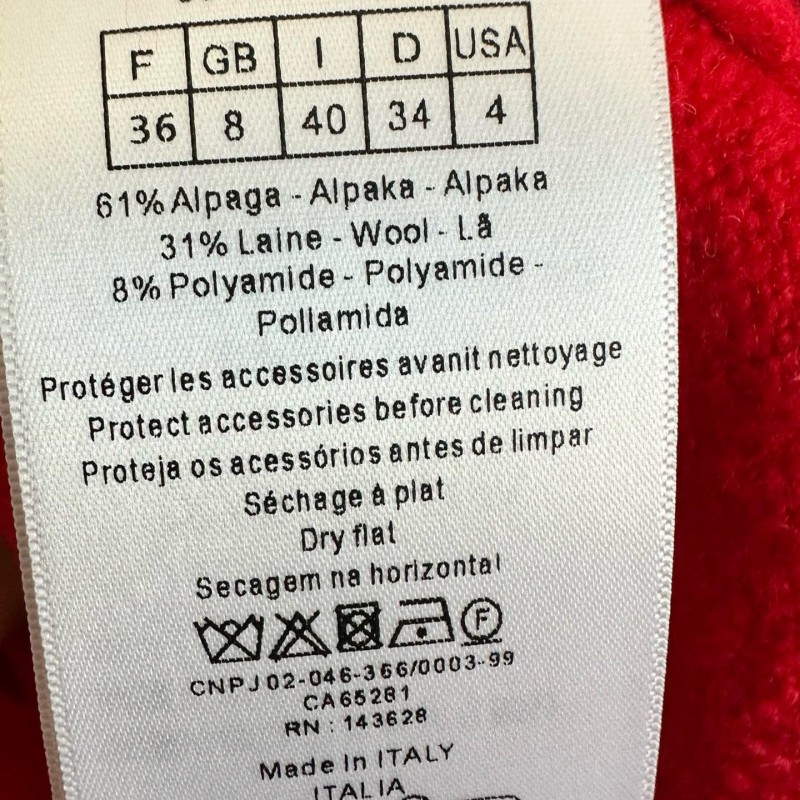 F GB I D USA
36 8 40 34 4
61% Alpaga - Alpaka - Alpaka
31% Laine - Wool - Lã
8% Polyamide - Polyamide -
Poliamida
Protéger les accessoires avanit nettoyage
Protect accessories before cleaning
Proteja os acessórios antes de limpar
Séchage à plat
Dry flat
Secagem na horizontal
F
CNPJ 02-046-366/0003-99
CA 65281
RN : 143628
Made In ITALY
ITALIA